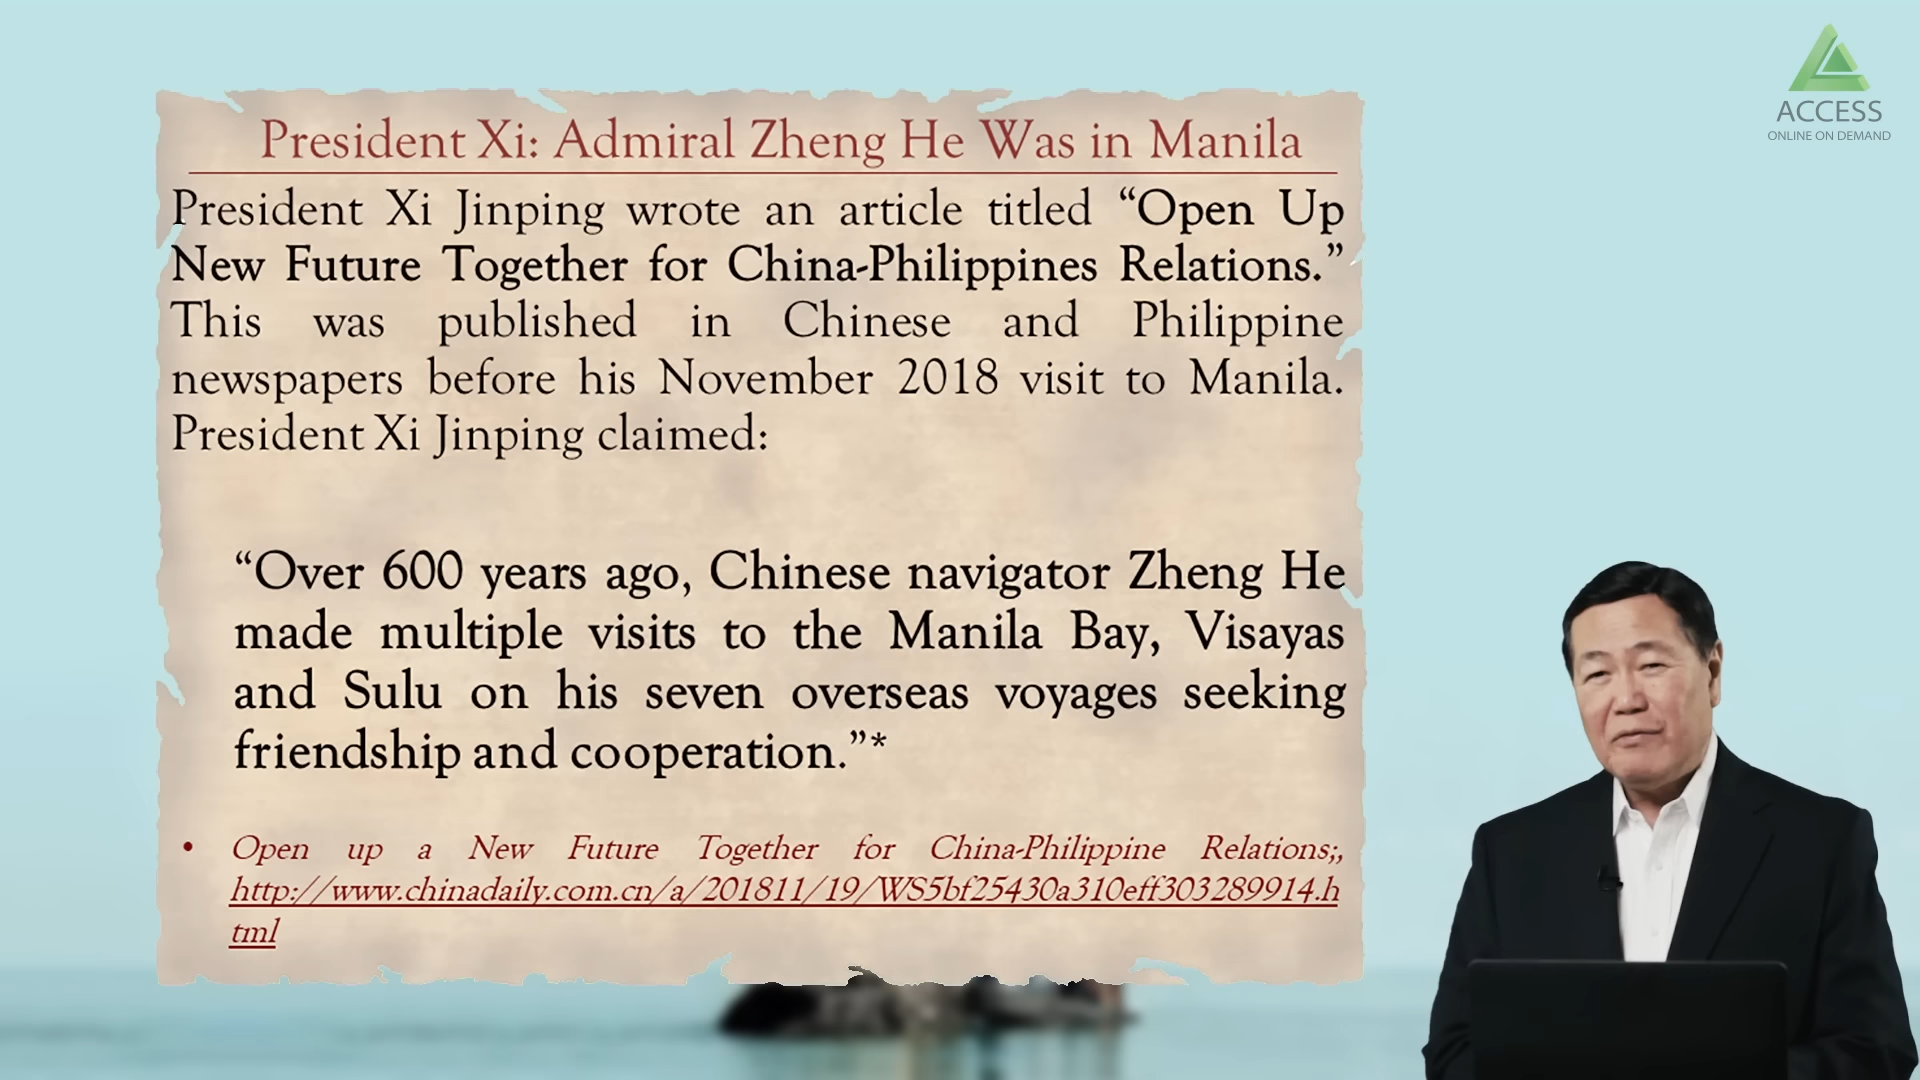 President Xi: Admiral Zheng He Was in Manila
President Xi Jinping wrote an article titled “Open Up
New Future Together for China-Philippines Relations.”
This was published in Chinese and Philippine
newspapers before his November 2018 visit to Manila.
President Xi Jinping claimed:
“Over 600 years ago, Chinese navigator Zheng He
made multiple visits to the Manila Bay, Visayas
and Sulu on his seven overseas voyages seeking
friendship and cooperation.”*
• Open up a New Future Together for China-Philippine Relations;,
http://www.chinadaily.com.cn/a/201811/19/WS5bf25430a310eff303289914.h
tml
ACCESS
ONLINE ON DEMAND